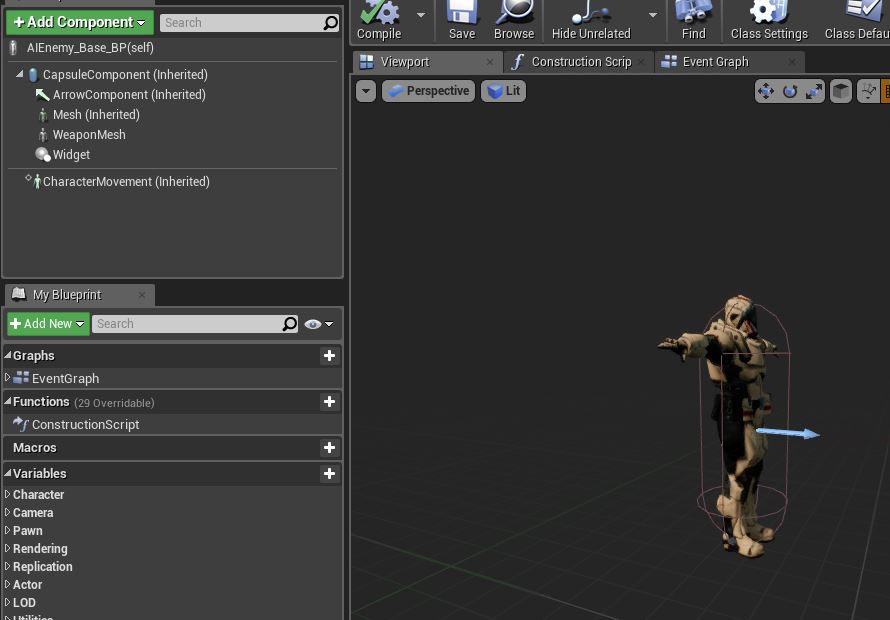 Add Component
Search
AIEnemy_Base_BP(self)
CapsuleComponent (Inherited)
ArrowComponent (Inherited)
Mesh (Inherited)
WeaponMesh
Widget
CharacterMovement (Inherited)
My Blueprint
Add New
Search
Graphs
EventGraph
Functions (29 Overridable)
ConstructionScript
Macros
Variables
Character
Camera
Pawn
Rendering
Replication
Actor
LOD
Utilities
Compile
Save
Browse
Hide Unrelated
Find
Class Settings
Class Defau
Viewport
Construction Scrip
Event Graph
Perspective
Lit